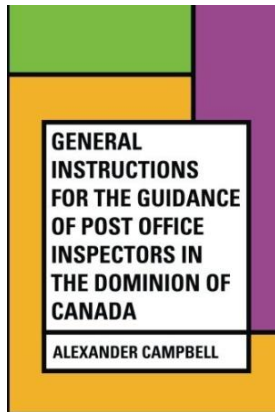 GENERAL
INSTRUCTIONS
FOR THE GUIDANCE
OF POST OFFICE
INSPECTORS IN
THE DOMINION OF
CANADA
ALEXANDER CAMPBELL